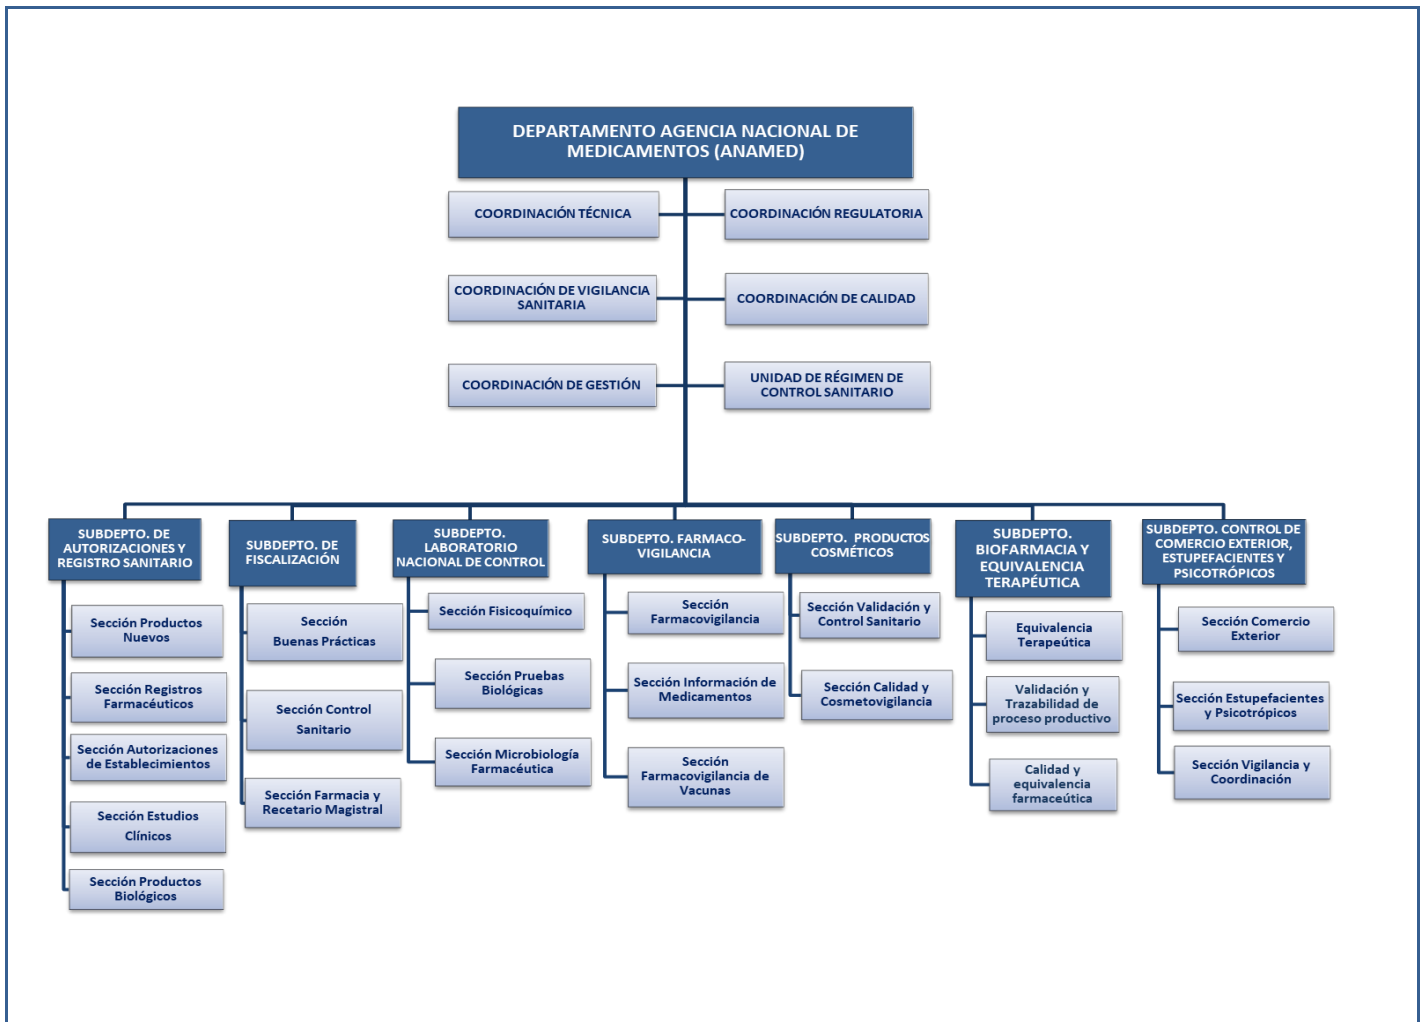 DEPARTAMENTO AGENCIA NACIONAL DE
MEDICAMENTOS (ANAMED)
COORDINACIÓN TÉCNICA
COORDINACIÓN REGULATORIA
COORDINACIÓN DE VIGILANCIA
SANITARIA
COORDINACIÓN DE CALIDAD
COORDINACIÓN DE GESTIÓN
UNIDAD DE RÉGIMEN DE
CONTROL SANITARIO
SUBDEPTO. DE
AUTORIZACIONES Y
REGISTRO SANITARIO
Sección Productos
Nuevos
Sección Registros
Farmacéuticos
Sección Autorizaciones
de Establecimientos
Sección Estudios
Clínicos
Sección Productos
Biológicos
SUBDEPTO. DE
FISCALIZACIÓN
Sección
Buenas Prácticas
Sección Control
Sanitario
Sección Farmacia y
Recetario Magistral
SUBDEPTO.
LABORATORIO
NACIONAL DE CONTROL
Sección Fisicoquímico
Sección Pruebas
Biológicas
Sección Microbiología
Farmacéutica
SUBDEPTO. FARMACO-
VIGILANCIA
Sección
Farmacovigilancia
Sección Información de
Medicamentos
Sección
Farmacovigilancia de
Vacunas
SUBDEPTO. PRODUCTOS
COSMÉTICOS
Sección Validación y
Control Sanitario
Sección Calidad y
Cosmetovigilancia
SUBDEPTO.
BIOFARMACIA Y
EQUIVALENCIA
TERAPÉUTICA
Equivalencia
Terapeútica
Validación y
Trazabilidad de
proceso productivo
Calidad y
equivalencia
farmaceútica
SUBDEPTO. CONTROL DE
COMERCIO EXTERIOR,
ESTUPEFACIENTES Y
PSICOTRÓPICOS
Sección Comercio
Exterior
Sección Estupefacientes
y Psicotrópicos
Sección Vigilancia y
Coordinación